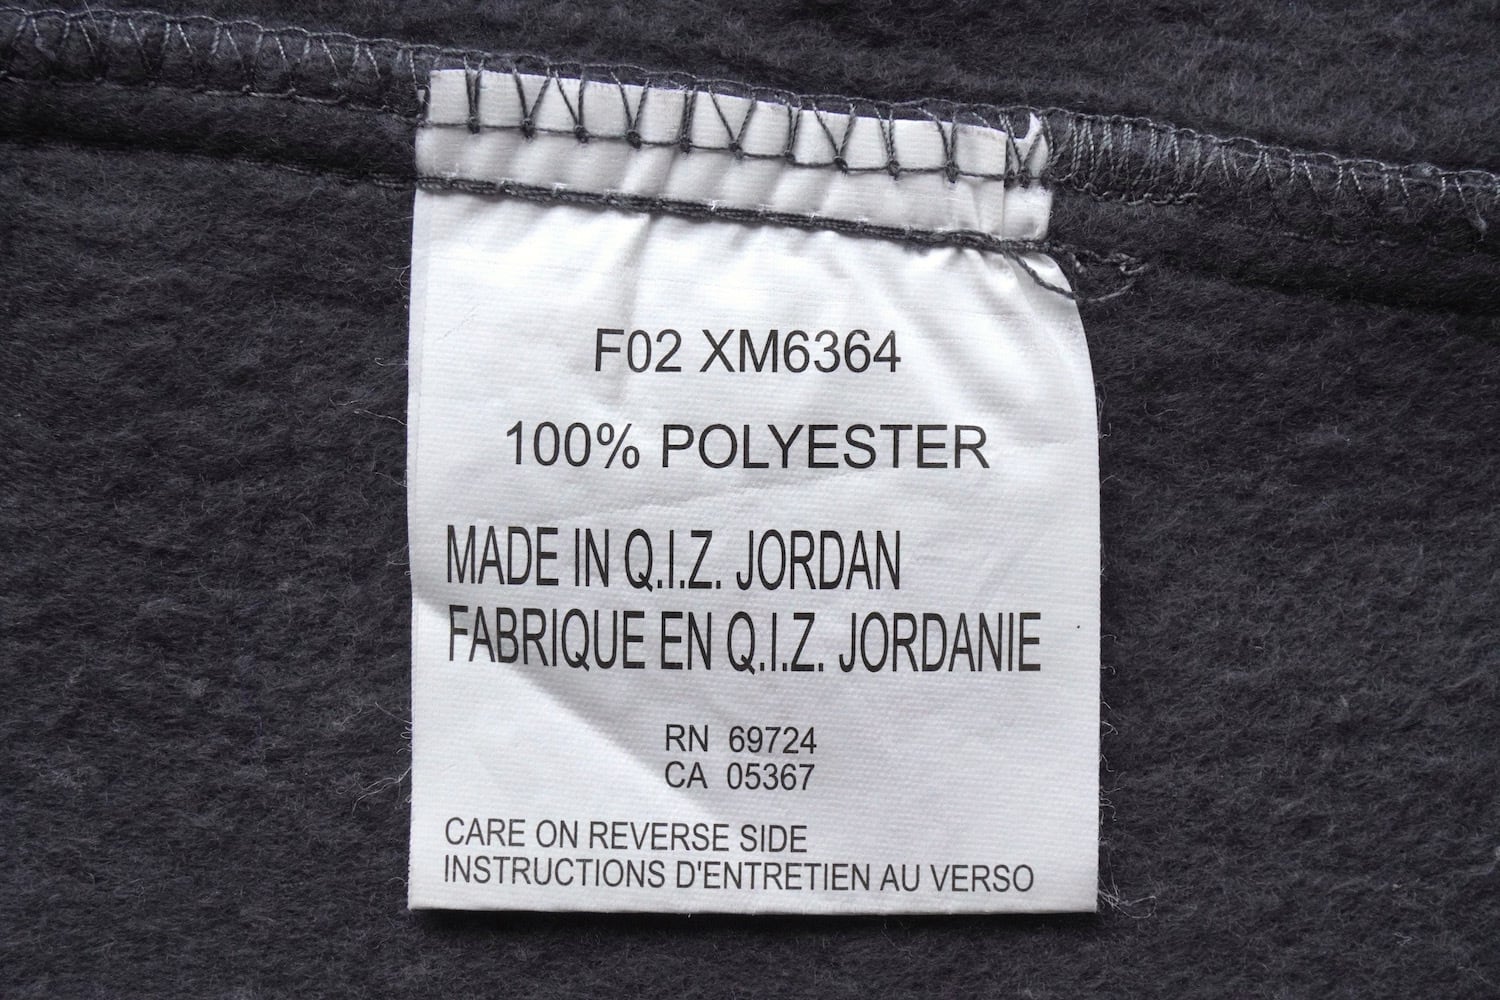 F02 XM6364
100% POLYESTER
MADE IN Q.I.Z. JORDAN
FABRIQUE EN Q.I.Z. JORDANIE
RN 69724
CA 05367
CARE ON REVERSE SIDE
INSTRUCTIONS D'ENTRETIEN AU VERSO